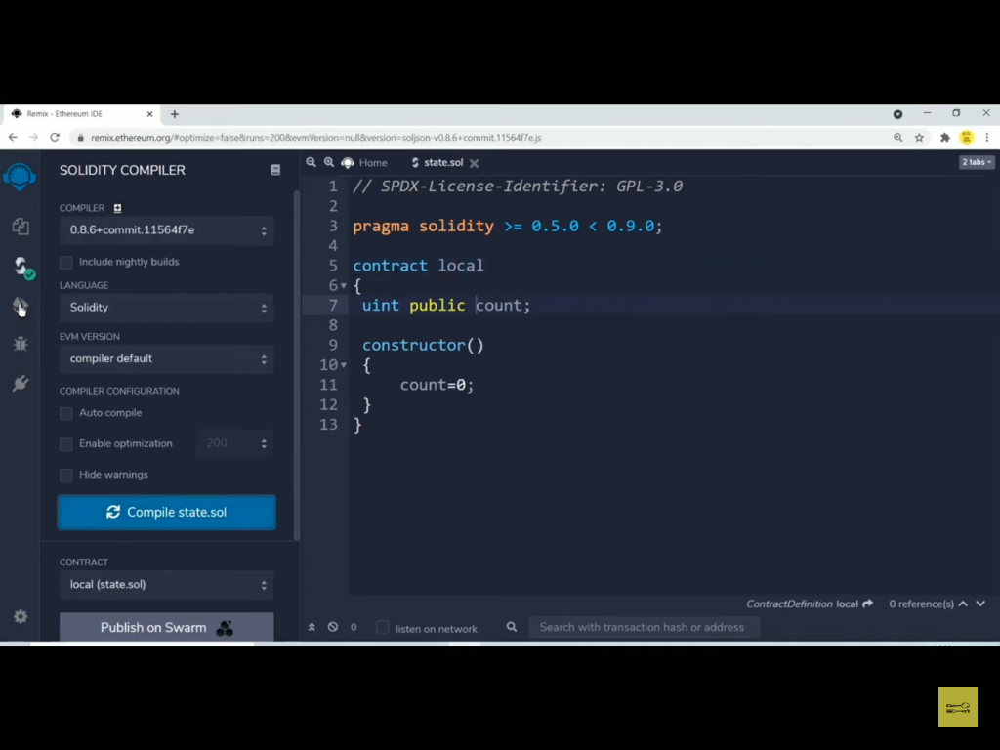 Remix - Ethereum IDE
remix.ethereum.org/#optimize=false&runs=200&evmVersion=null&version=soljson-v0.8.6+commit.11564f7e.js
SOLIDITY COMPILER
COMPILER
0.8.6+commit.11564f7e
Include nightly builds
LANGUAGE
Solidity
EVM VERSION
compiler default
COMPILER CONFIGURATION
Auto compile
Enable optimization 200
Hide warnings
Compile state.sol
CONTRACT
local (state.sol)
Publish on Swarm
Home state.sol 2 tabs
1 // SPDX-License-Identifier: GPL-3.0
2
3 pragma solidity >= 0.5.0 < 0.9.0;
4
5 contract local
6 {
7 uint public count;
8
9 constructor()
10 {
11 count=0;
12 }
13 }
ContractDefinition local 0 reference(s)
0 listen on network Search with transaction hash or address